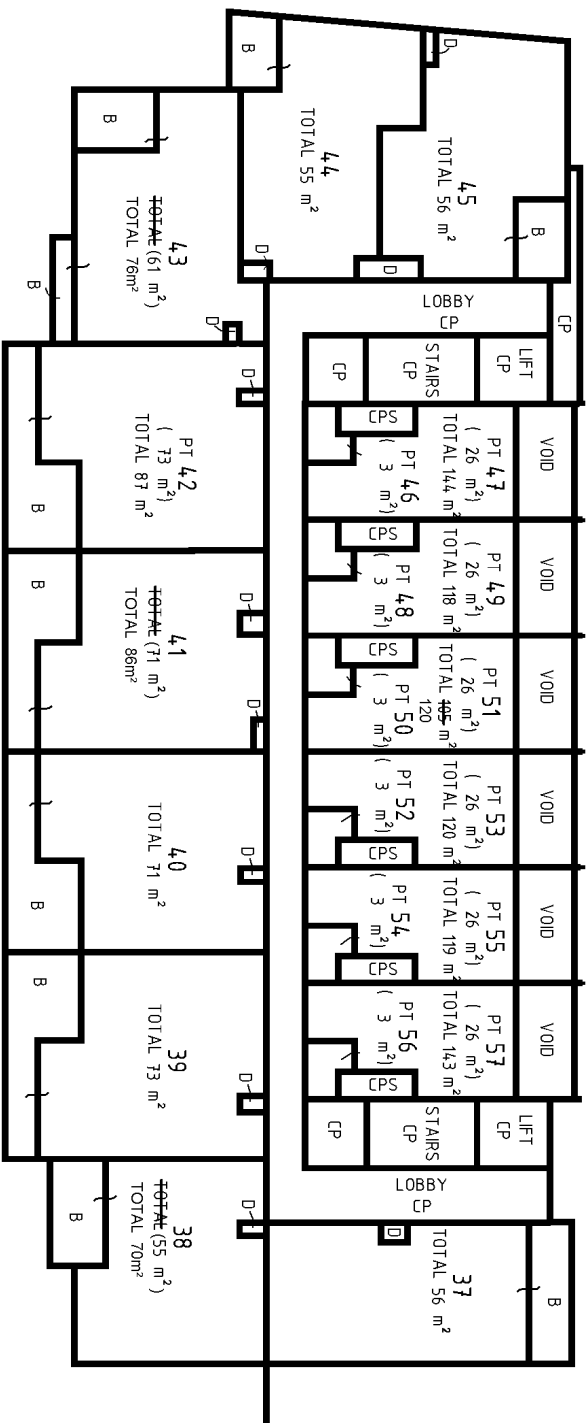 D
B
44
TOTAL 55 m²
45
TOTAL 56 m²
B
D
B
43
TOTAL (61 m²)
TOTAL 76m²
B
D
D
LOBBY
CP
CP
LIFT
CP
STAIRS
CP
CP
D
PT 42
( 73 m²)
TOTAL 87 m²
B
VOID
PT 47
( 26 m²)
TOTAL 144 m²
CPS
PT 46
( 3 m²)
VOID
PT 49
( 26 m²)
TOTAL 118 m²
CPS
PT 48
( 3 m²)
D
41
TOTAL (71 m²)
TOTAL 86m²
B
D
VOID
PT 51
( 26 m²)
TOTAL 105 m²
120
CPS
PT 50
( 3 m²)
VOID
PT 53
( 26 m²)
TOTAL 120 m²
PT 52
( 3 m²)
CPS
40
TOTAL 71 m²
D
B
VOID
PT 55
( 26 m²)
TOTAL 119 m²
PT 54
( 3 m²)
CPS
VOID
PT 57
( 26 m²)
TOTAL 143 m²
PT 56
( 3 m²)
CPS
B
39
TOTAL 73 m²
D
LIFT
CP
STAIRS
CP
CP
LOBBY
CP
D
38
TOTAL (55 m²)
TOTAL 70m²
B
D
37
TOTAL 56 m²
B